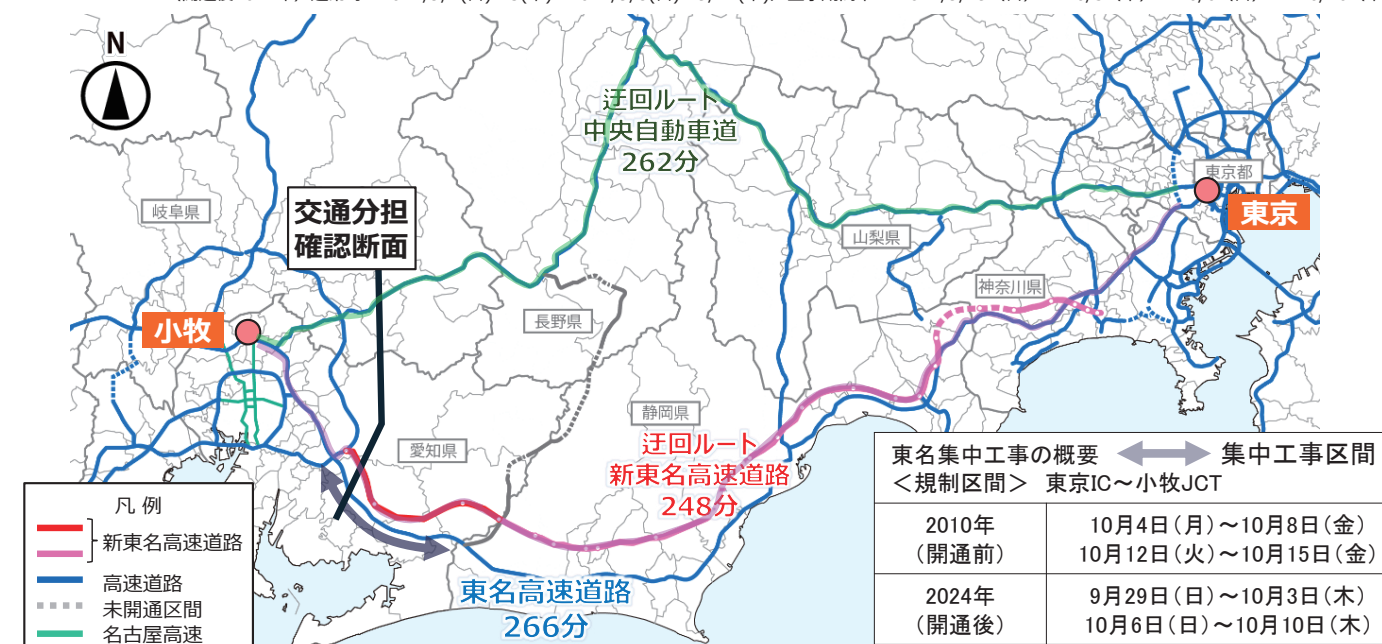 N
迂回ルート
中央自動車道
262分
東京都
東京
岐阜県
交通分担
確認断面
山梨県
神奈川県
小牧
長野県
静岡県
愛知県
迂回ルート
新東名高速道路
248分
東名高速道路
266分
凡 例
新東名高速道路
高速道路
未開通区間
名古屋高速
東名集中工事の概要 集中工事区間
<規制区間> 東京IC~小牧JCT
2010年 10月4日(月)~10月8日(金)
(開通前) 10月12日(火)~10月15日(金)
2024年 9月29日(日)~10月3日(木)
(開通後) 10月6日(日)~10月10日(木)